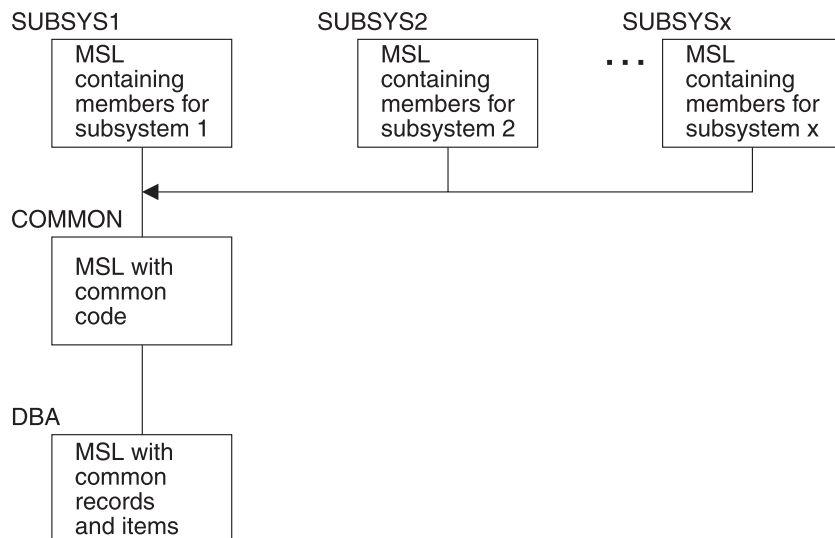 SUBSYS1
MSL
containing
members for
subsystem 1
SUBSYS2
MSL
containing
members for
subsystem 2
...
SUBSYSx
MSL
containing
members for
subsystem x
COMMON
MSL with
common
code
DBA
MSL with
common
records
and items